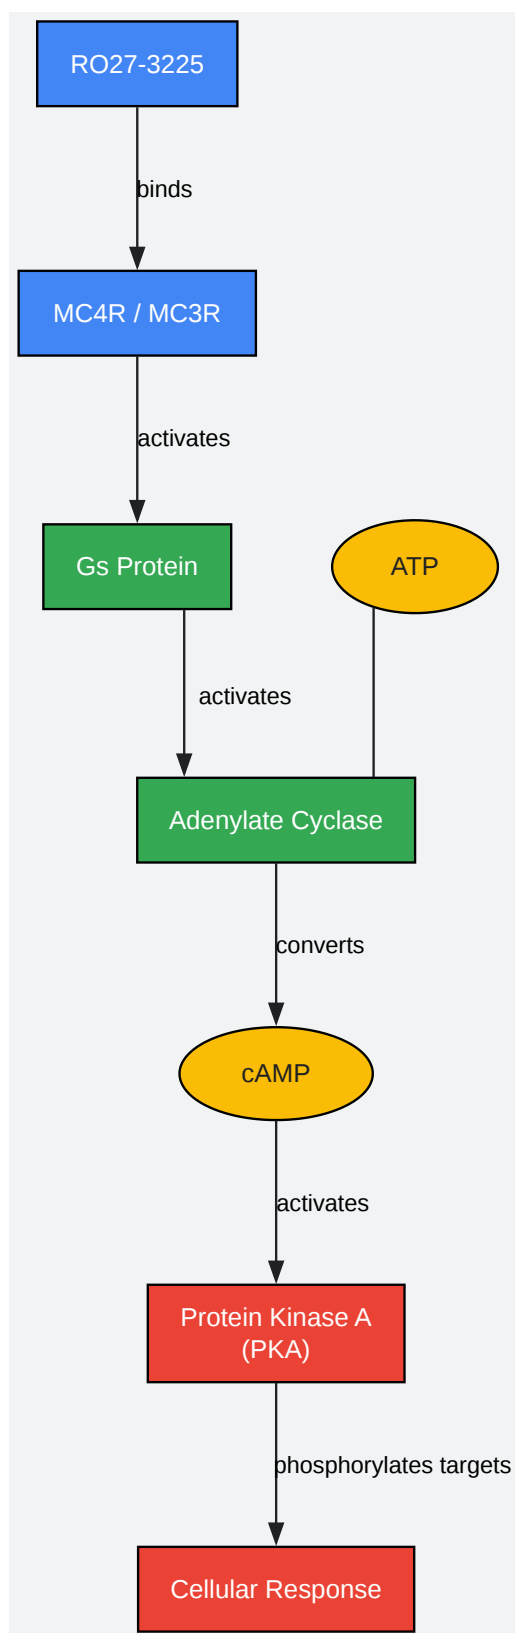 RO27-3225
binds
MC4R / MC3R
activates
Gs Protein
ATP
activates
Adenylate Cyclase
converts
cAMP
activates
Protein Kinase A
(PKA)
phosphorylates targets
Cellular Response